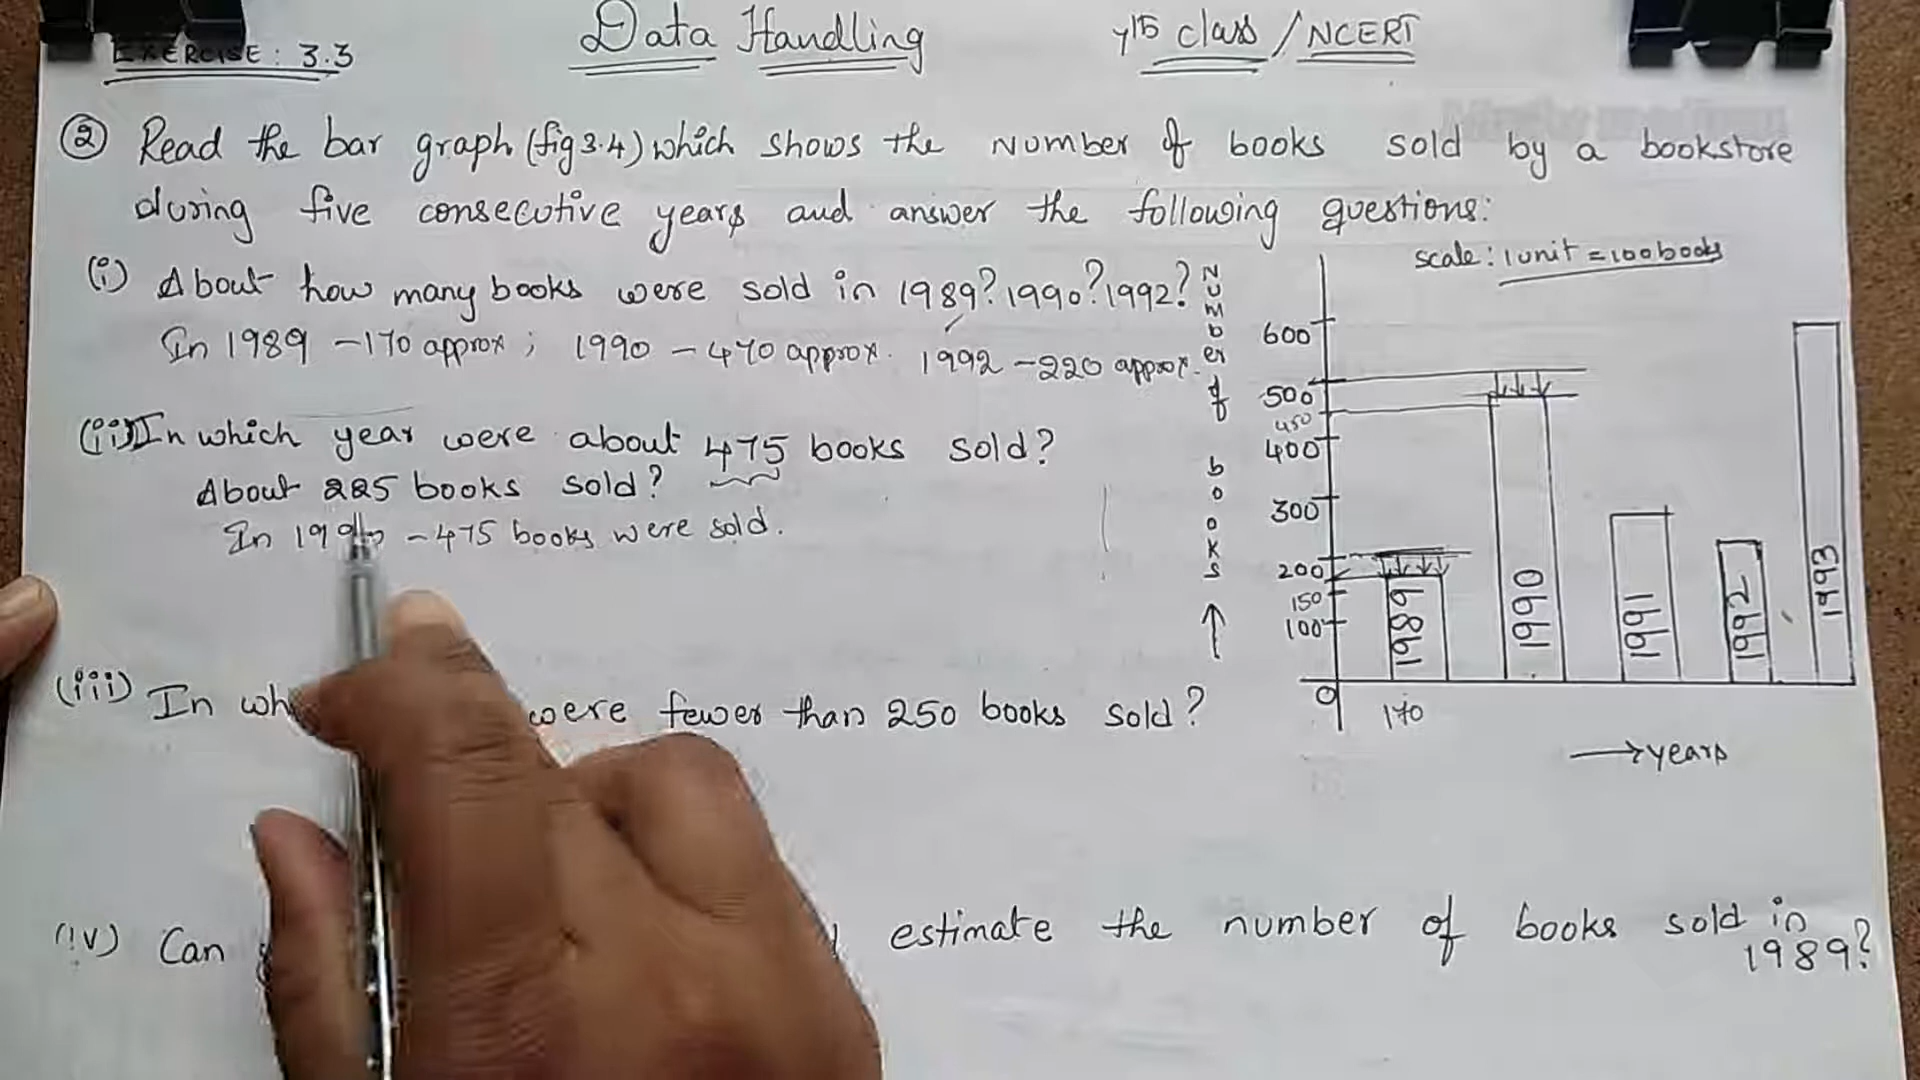 EXERCISE : 3.3
Data Handling
7th class / NCERT
② Read the bar graph (fig 3.4) which shows the Number of books sold by a bookstore
during five consecutive years and answer the following questions:
(i) About how many books were sold in 1989? 1990? 1992?
In 1989 - 170 approx ; 1990 - 470 approx. 1992 - 220 approx.
(ii) In which year were about 475 books sold?
About 225 books sold?
In 1990 - 475 books were sold.
(iii) In were fewer than 250 books sold?
(iv) Can estimate the number of books sold in
1989?
scale : 1 unit = 100 books
Number of books
600
500
450
400
300
200
150
100
0
1989
1990
1991
1992
1993
170
→ years